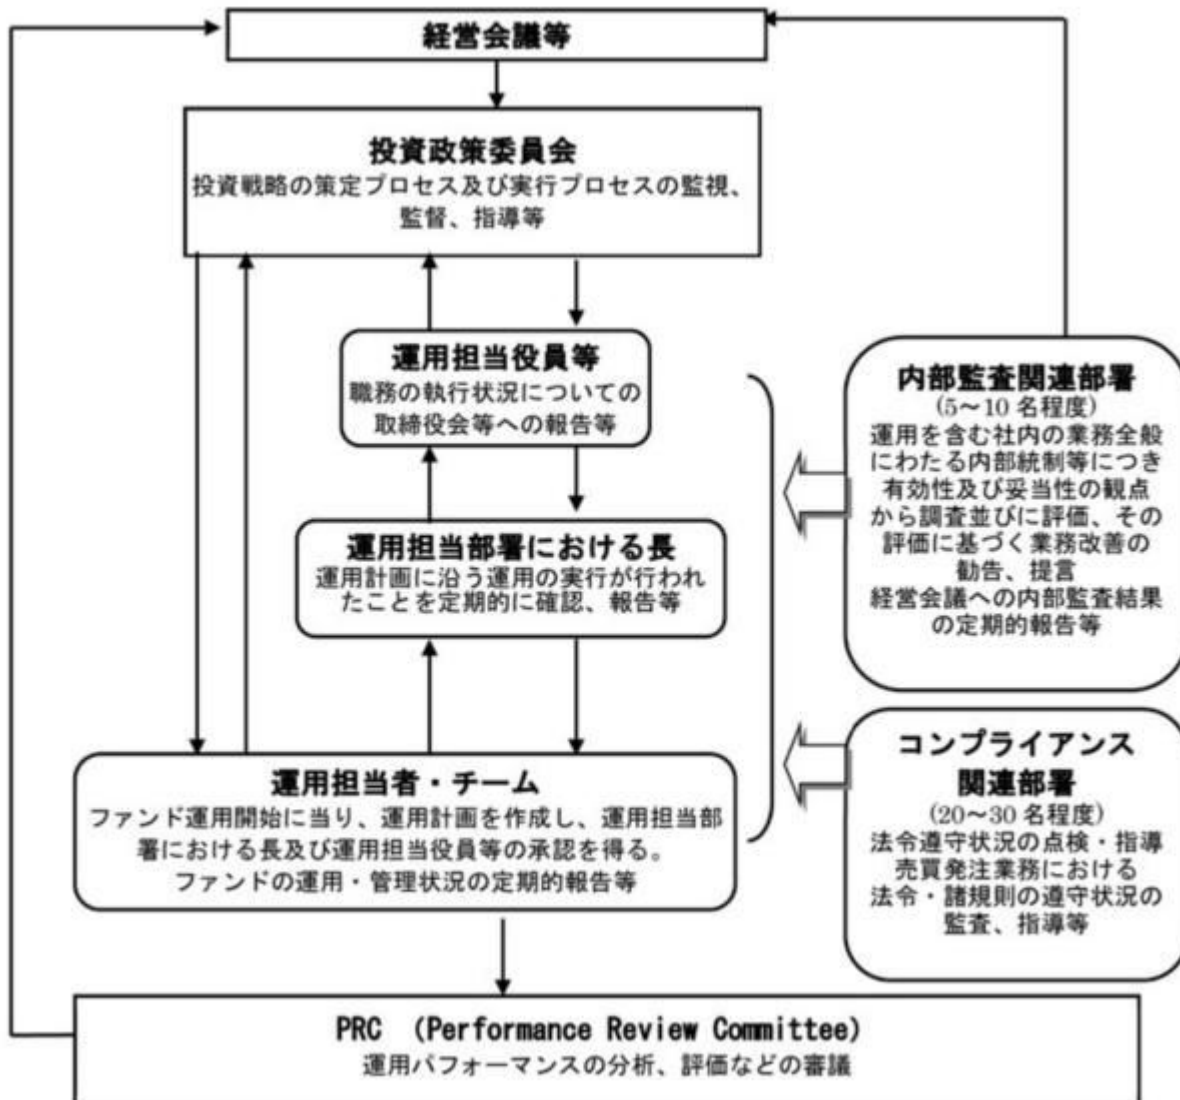 経営会議等
投資政策委員会
投資戦略の策定プロセス及び実行プロセスの監視、
監督、指導等
運用担当役員等
職務の執行状況についての
取締役会等への報告等
運用担当部署における長
運用計画に沿う運用の実行が行われ
たことを定期的に確認、報告等
運用担当者・チーム
ファンド運用開始に当り、運用計画を作成し、運用担当部
署における長及び運用担当役員等の承認を得る。
ファンドの運用・管理状況の定期的報告等
内部監査関連部署
(5～10 名程度)
運用を含む社内の業務全般
にわたる内部統制等につき
有効性及び妥当性の観点
から調査並びに評価、その
評価に基づく業務改善の
勧告、提言
経営会議への内部監査結果
の定期的報告等
コンプライアンス
関連部署
(20～30 名程度)
法令遵守状況の点検・指導
売買発注業務における
法令・諸規則の遵守状況の
監査、指導等
PRC (Performance Review Committee)
運用パフォーマンスの分析、評価などの審議